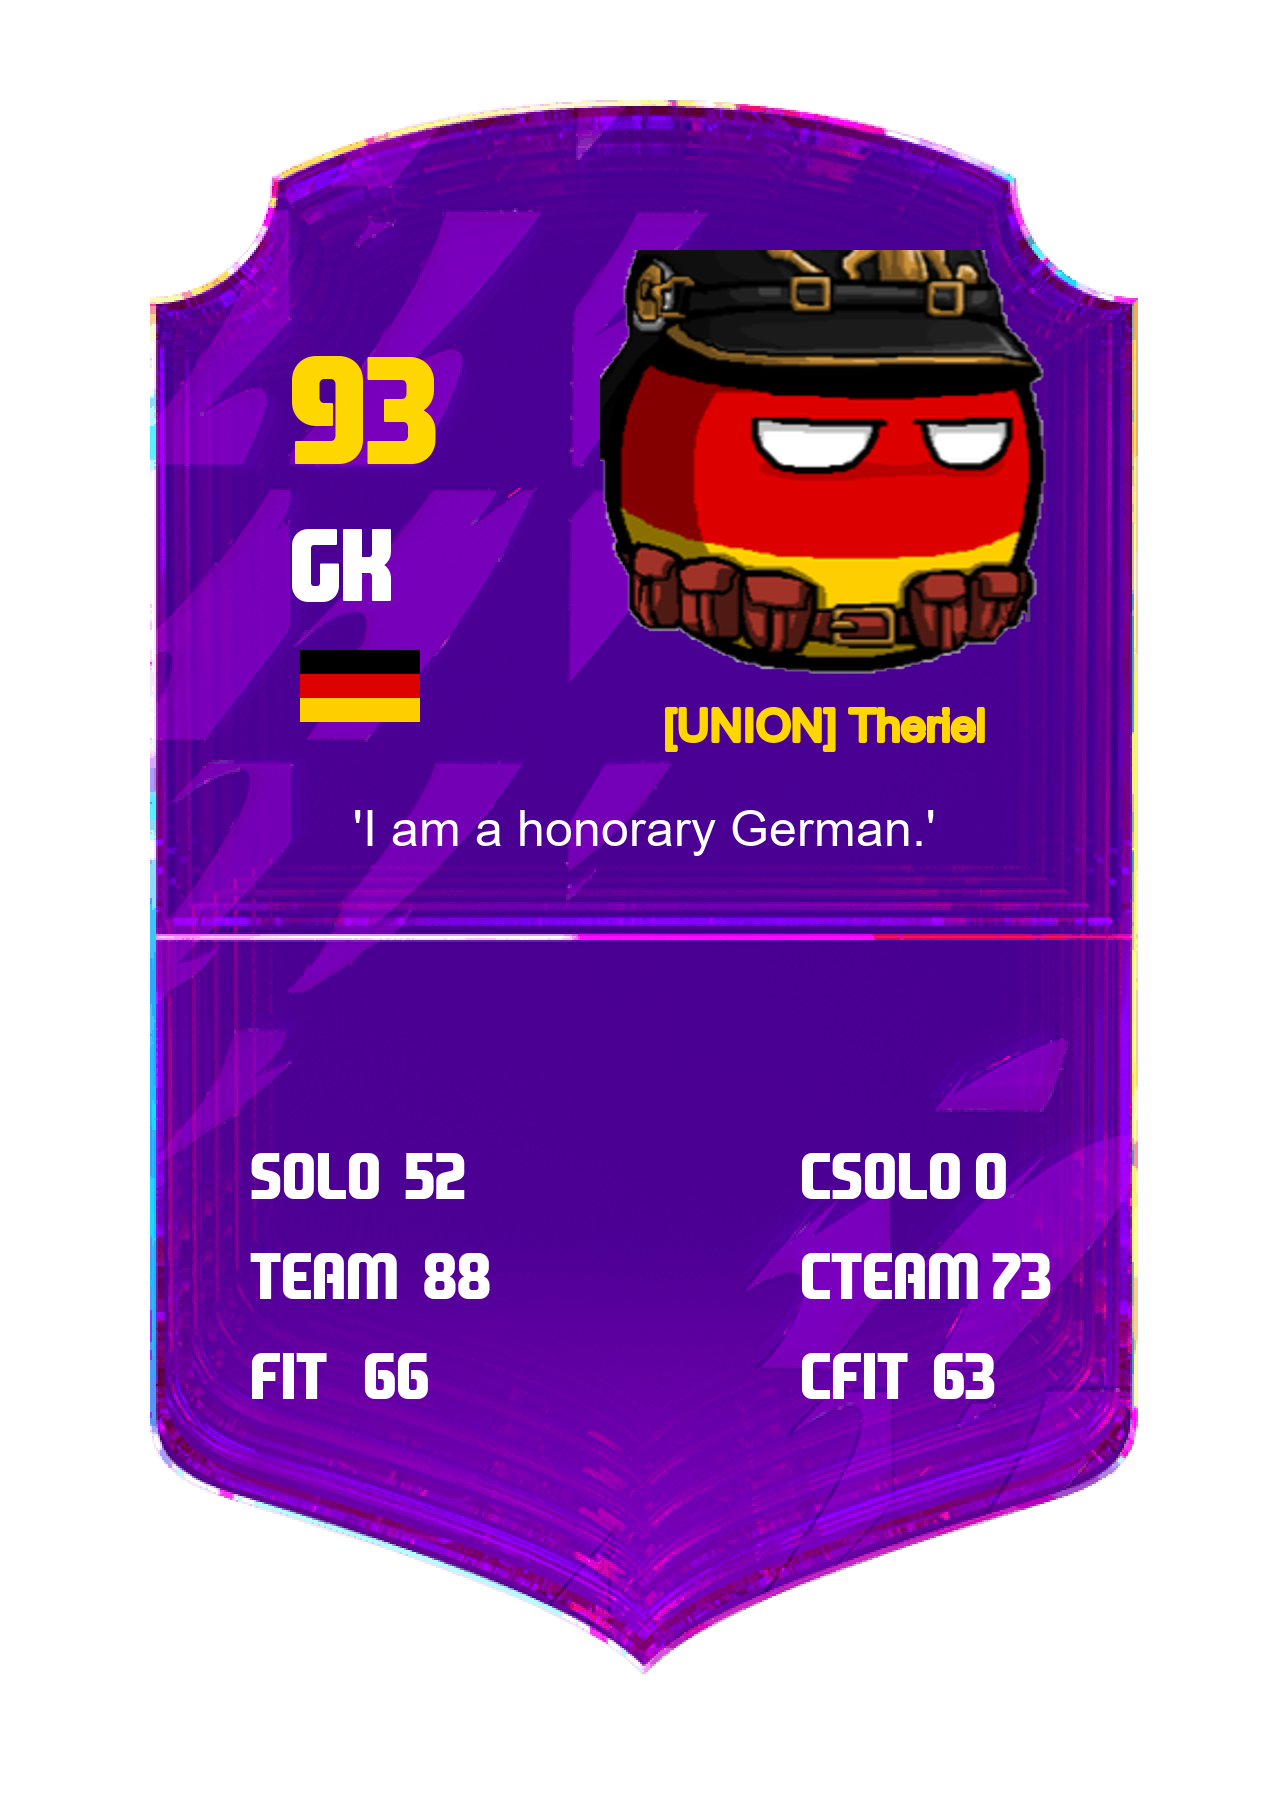 93
GK
[UNION] Theriel
'I am a honorary German.'
SOLO 52
CSOLO 0
TEAM 88
CTEAM 73
FIT 66
CFIT 63